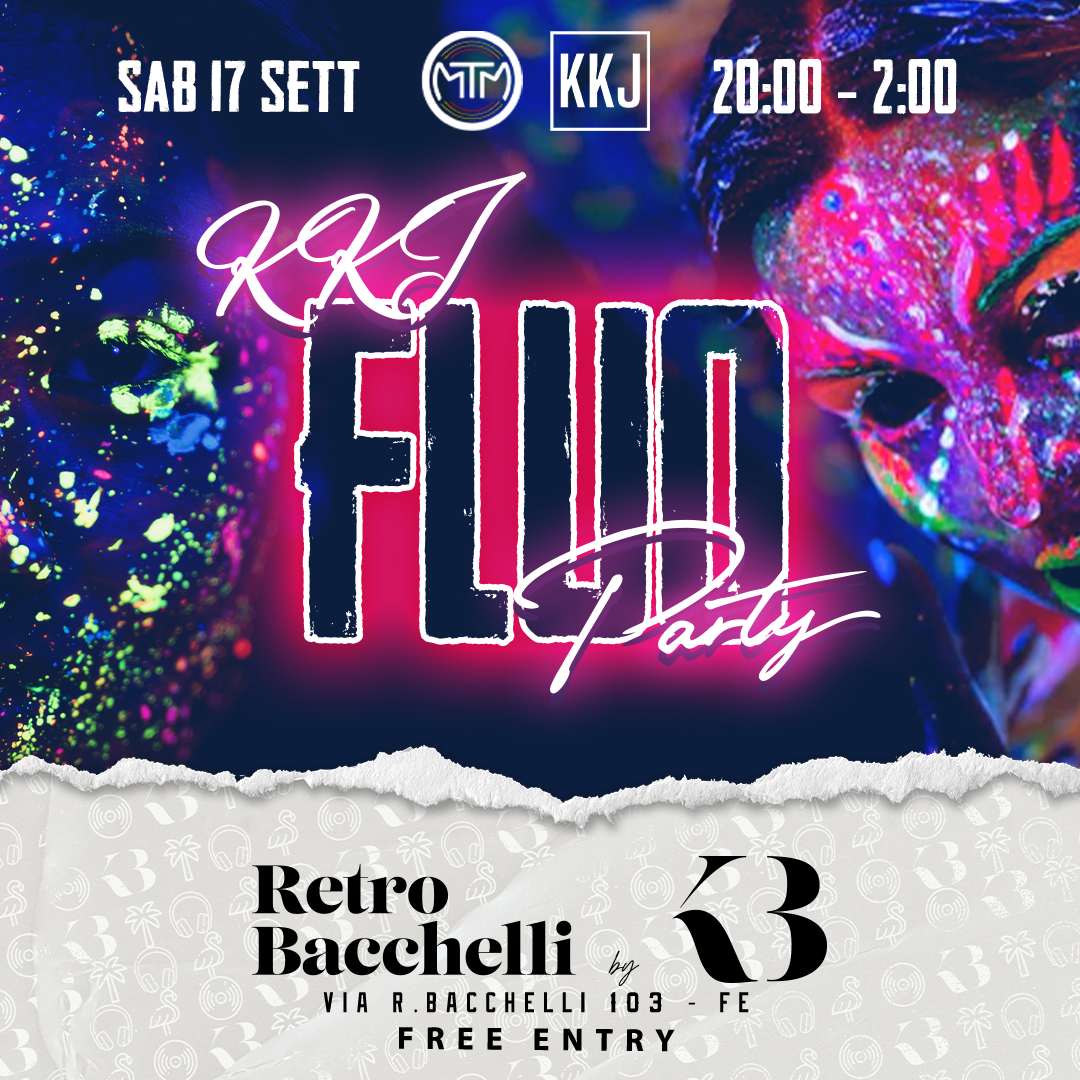 SAB 17 SETT
MTM
KKJ
20:00 - 2:00
KKJ
FLUO
Party
Retro
Bacchelli
by
VIA R.BACCHELLI 103 - FE
FREE ENTRY